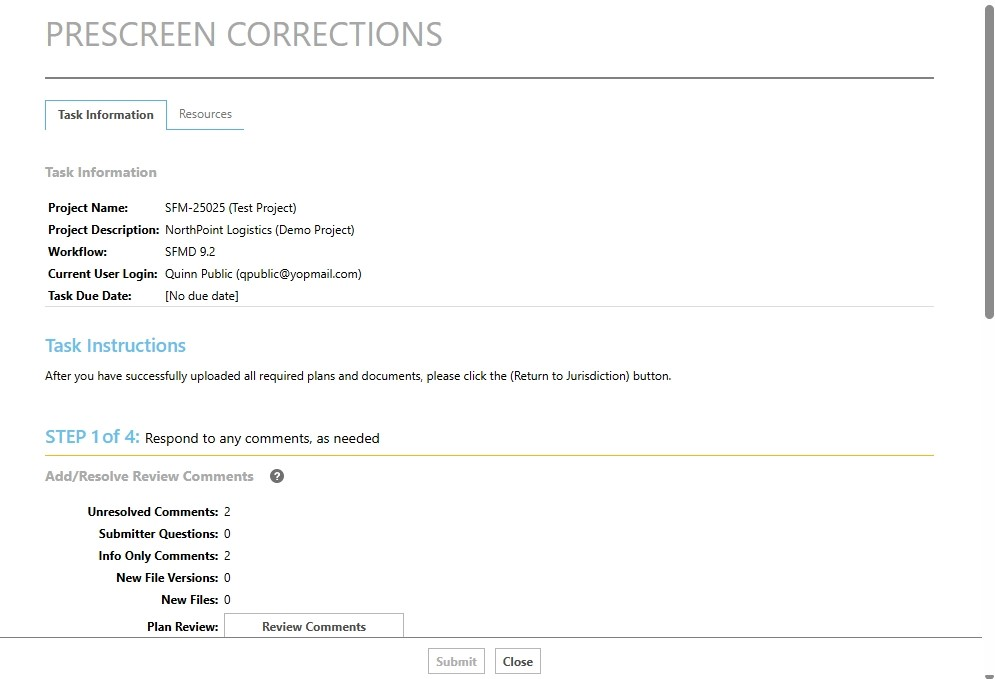 PRESCREEN CORRECTIONS
Task Information
Resources
Task Information
Project Name: SFM-25025 (Test Project)
Project Description: NorthPoint Logistics (Demo Project)
Workflow: SFMD 9.2
Current User Login: Quinn Public (qpublic@yopmail.com)
Task Due Date: [No due date]
Task Instructions
After you have successfully uploaded all required plans and documents, please click the (Return to Jurisdiction) button.
STEP 1 of 4: Respond to any comments, as needed
Add/Resolve Review Comments ?
Unresolved Comments: 2
Submitter Questions: 0
Info Only Comments: 2
New File Versions: 0
New Files: 0
Plan Review: Review Comments
Submit Close